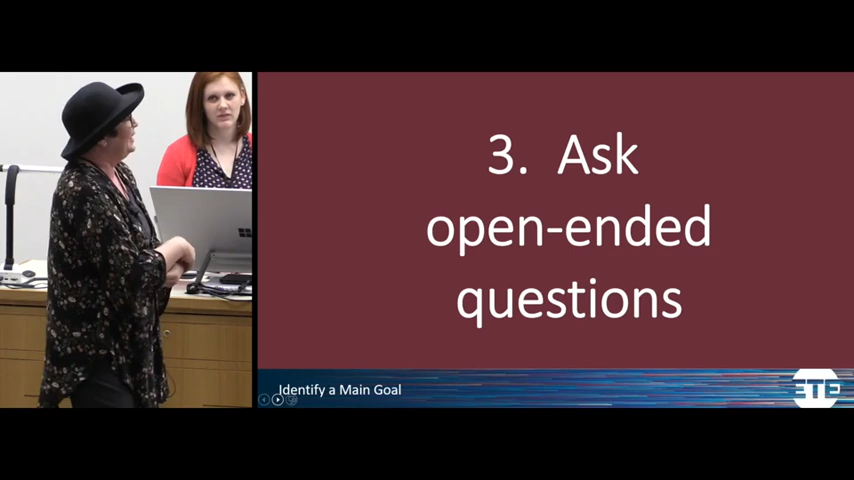 3. Ask
open-ended
questions
Identify a Main Goal
ETE